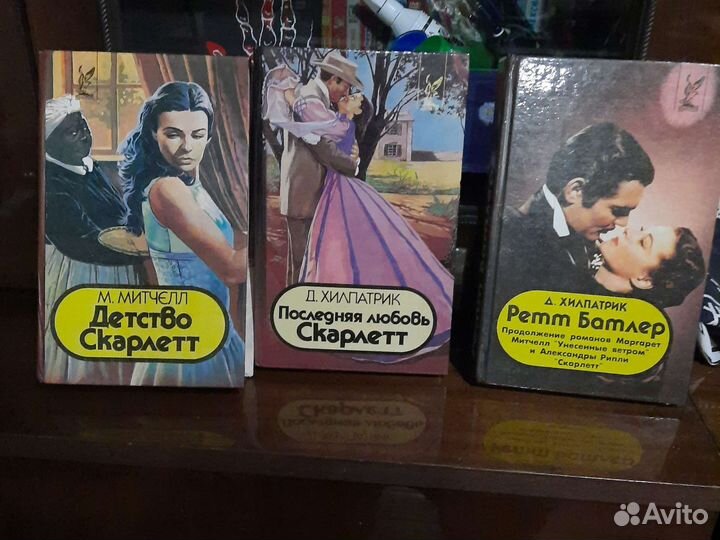 М. МИТЧЕЛЛ
Детство
Скарлетт
Д. ХИЛПАТРИК
Последняя любовь
Скарлетт
Д. ХИЛПАТРИК
Ретт Батлер
Продолжение романов Маргарет
Митчелл "Унесенные ветром"
и Александры Рипли
"Скарлетт"
Avito